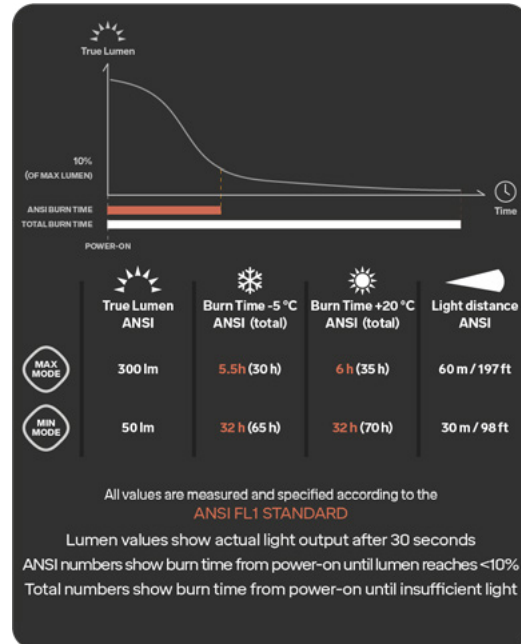 True Lumen
10%
(OF MAX LUMEN)
Time
ANSI BURN TIME
TOTAL BURN TIME
POWER-ON
True Lumen Burn Time -5 °C Burn Time +20 °C Light distance
ANSI ANSI (total) ANSI (total) ANSI
MAX
MODE
300 lm 5.5h (30 h) 6 h (35 h) 60 m / 197 ft
MIN
MODE
50 lm 32 h (65 h) 32 h (70 h) 30 m / 98 ft
All values are measured and specified according to the
ANSI FL1 STANDARD
Lumen values show actual light output after 30 seconds
ANSI numbers show burn time from power-on until lumen reaches <10%
Total numbers show burn time from power-on until insufficient light